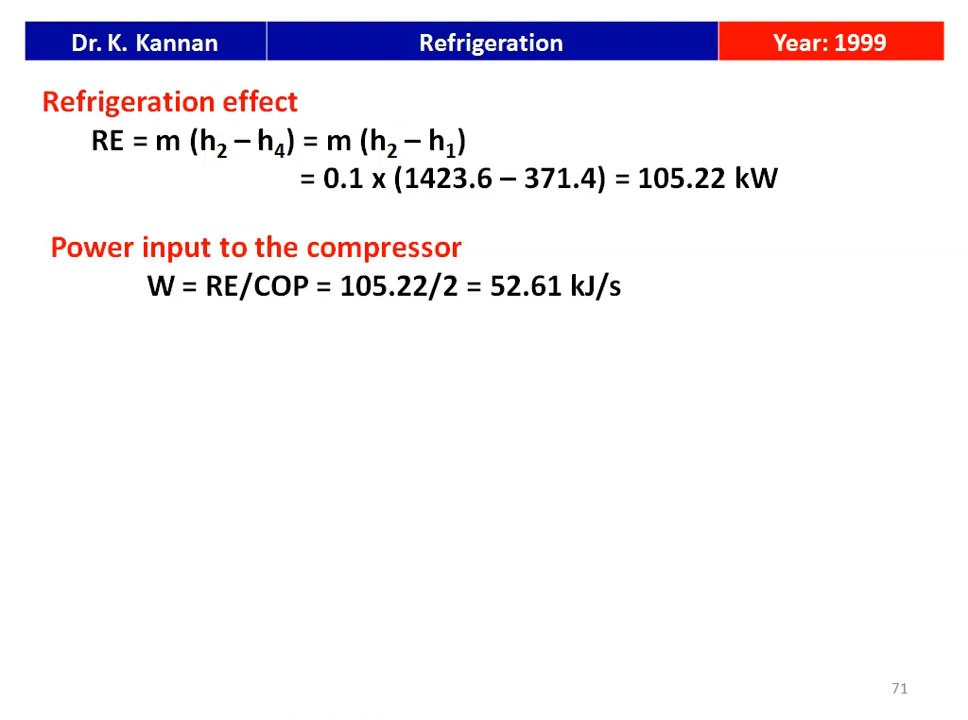 Dr. K. Kannan Refrigeration Year: 1999
Refrigeration effect
RE = m (h₂ – h₄) = m (h₂ – h₁)
= 0.1 x (1423.6 – 371.4) = 105.22 kW
Power input to the compressor
W = RE/COP = 105.22/2 = 52.61 kJ/s
71